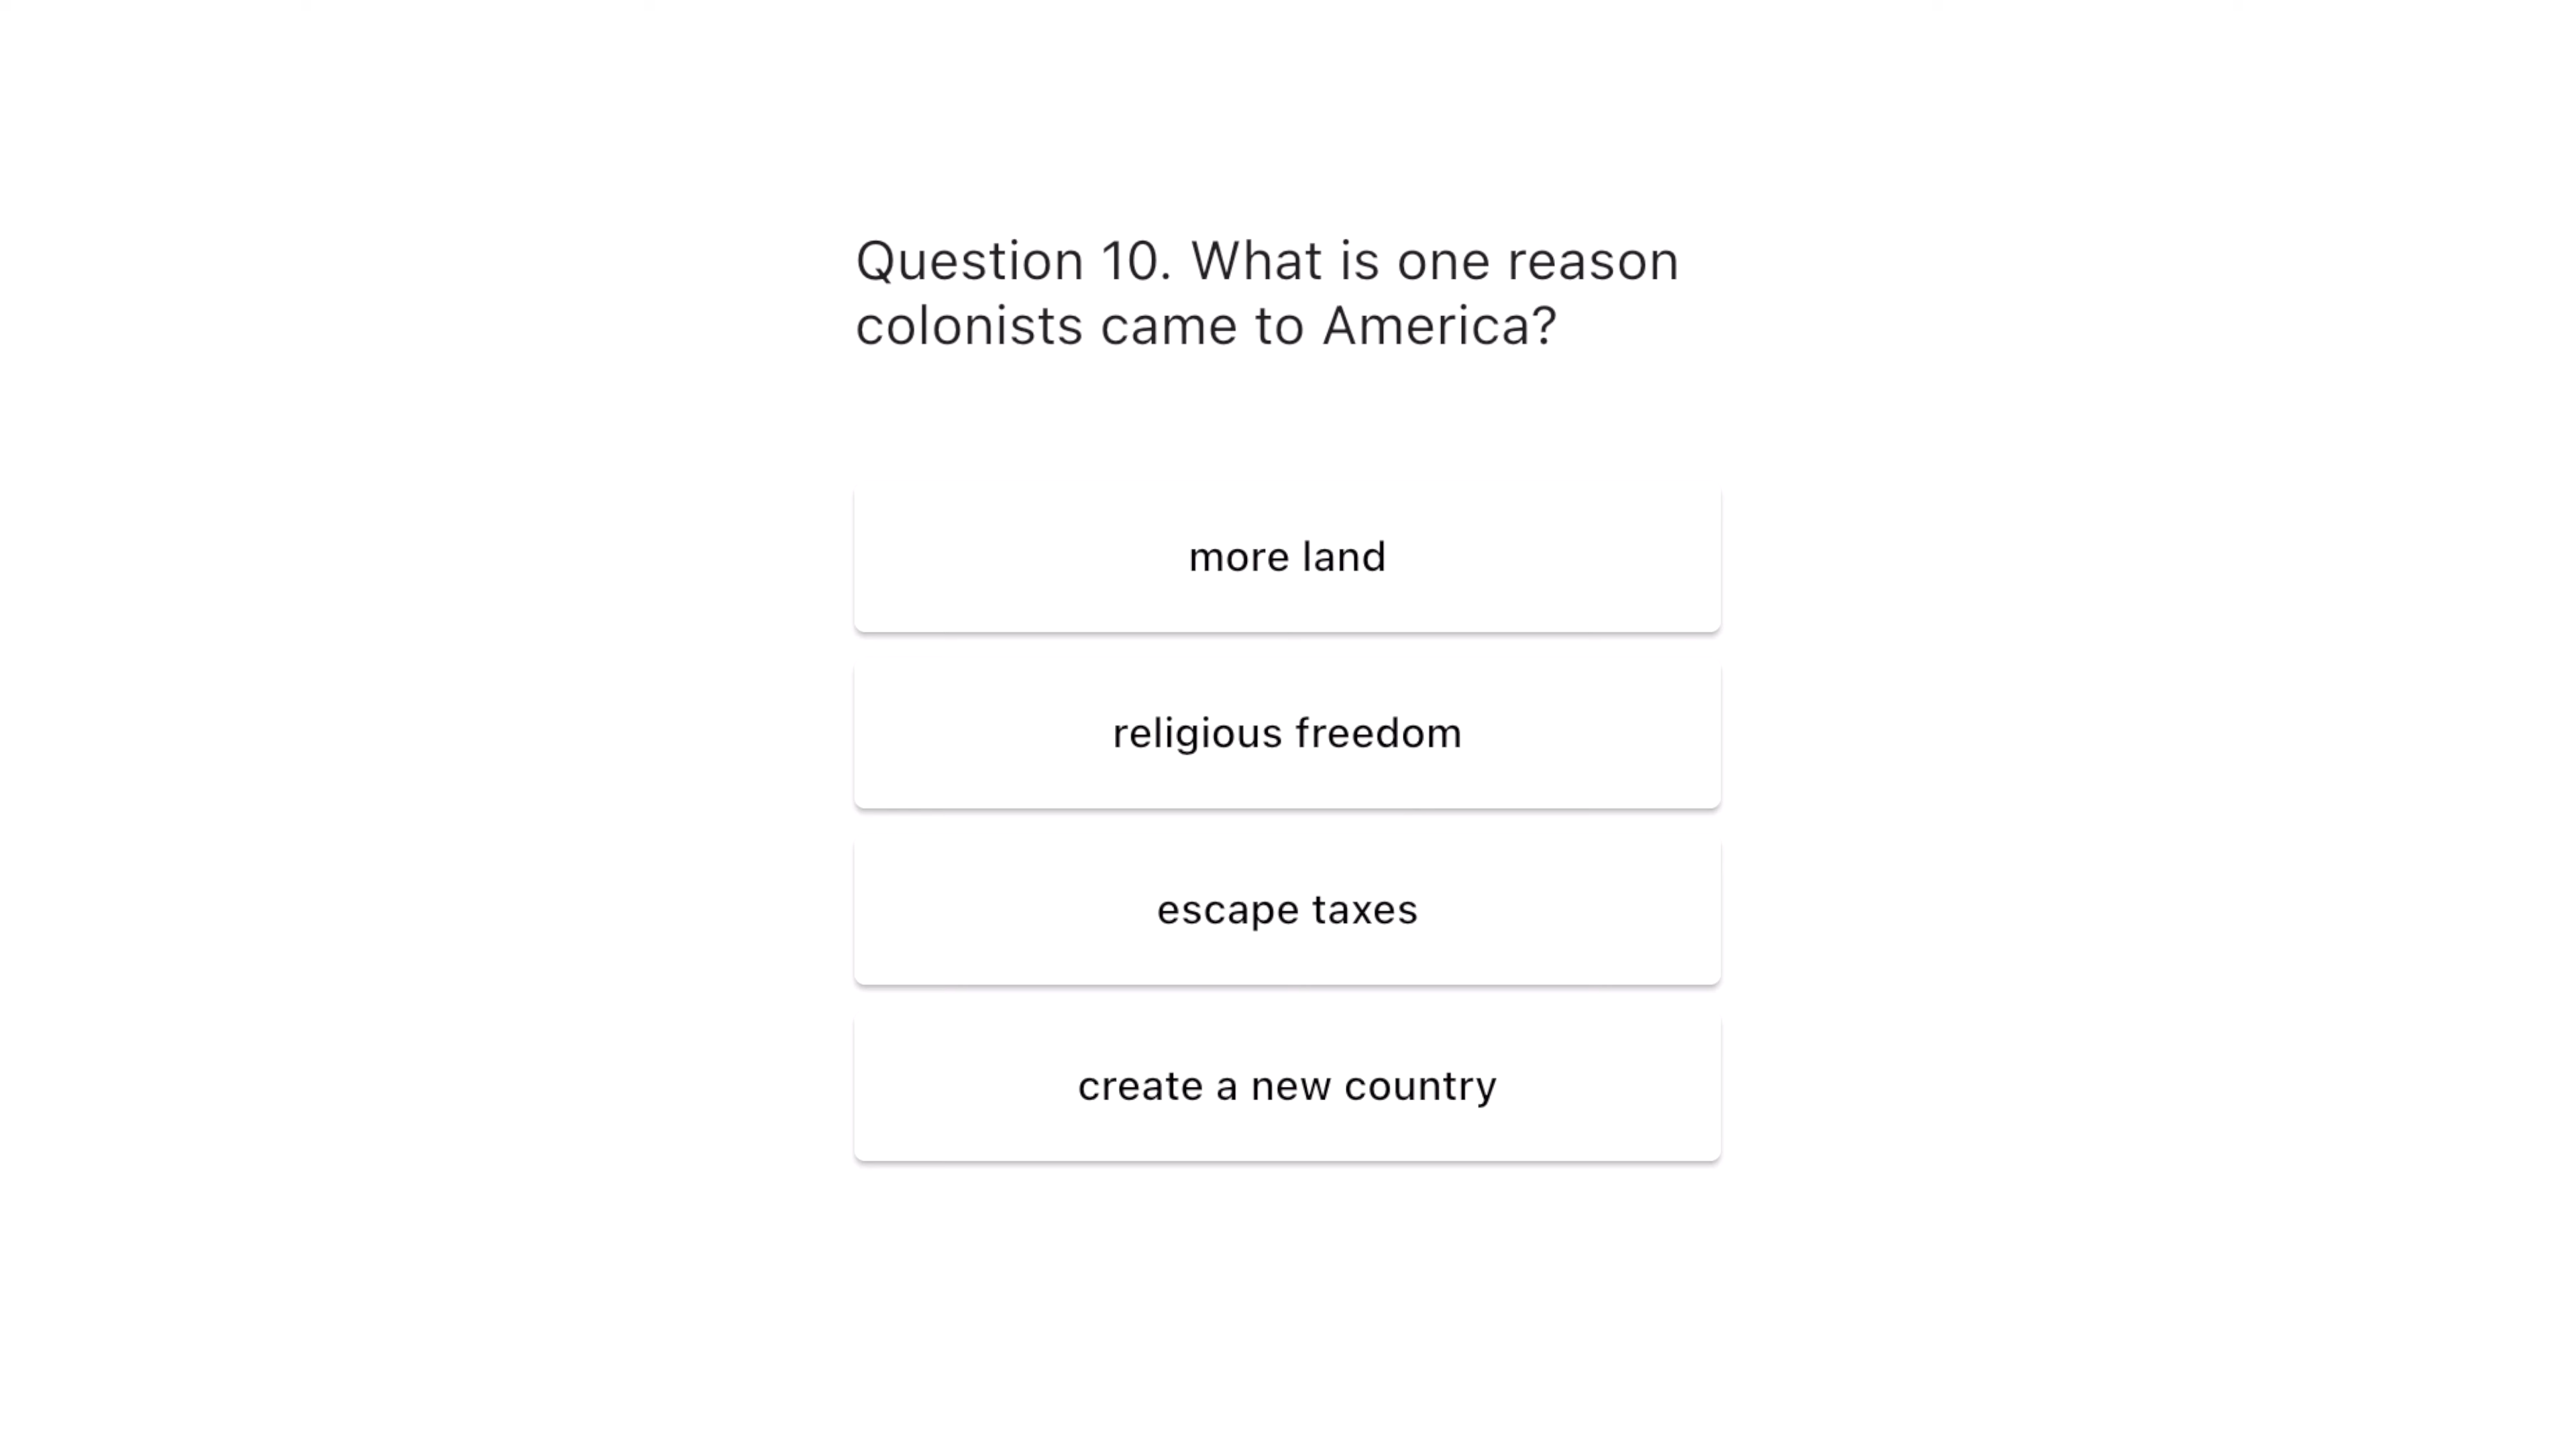 Question 10. What is one reason
colonists came to America?
more land
religious freedom
escape taxes
create a new country